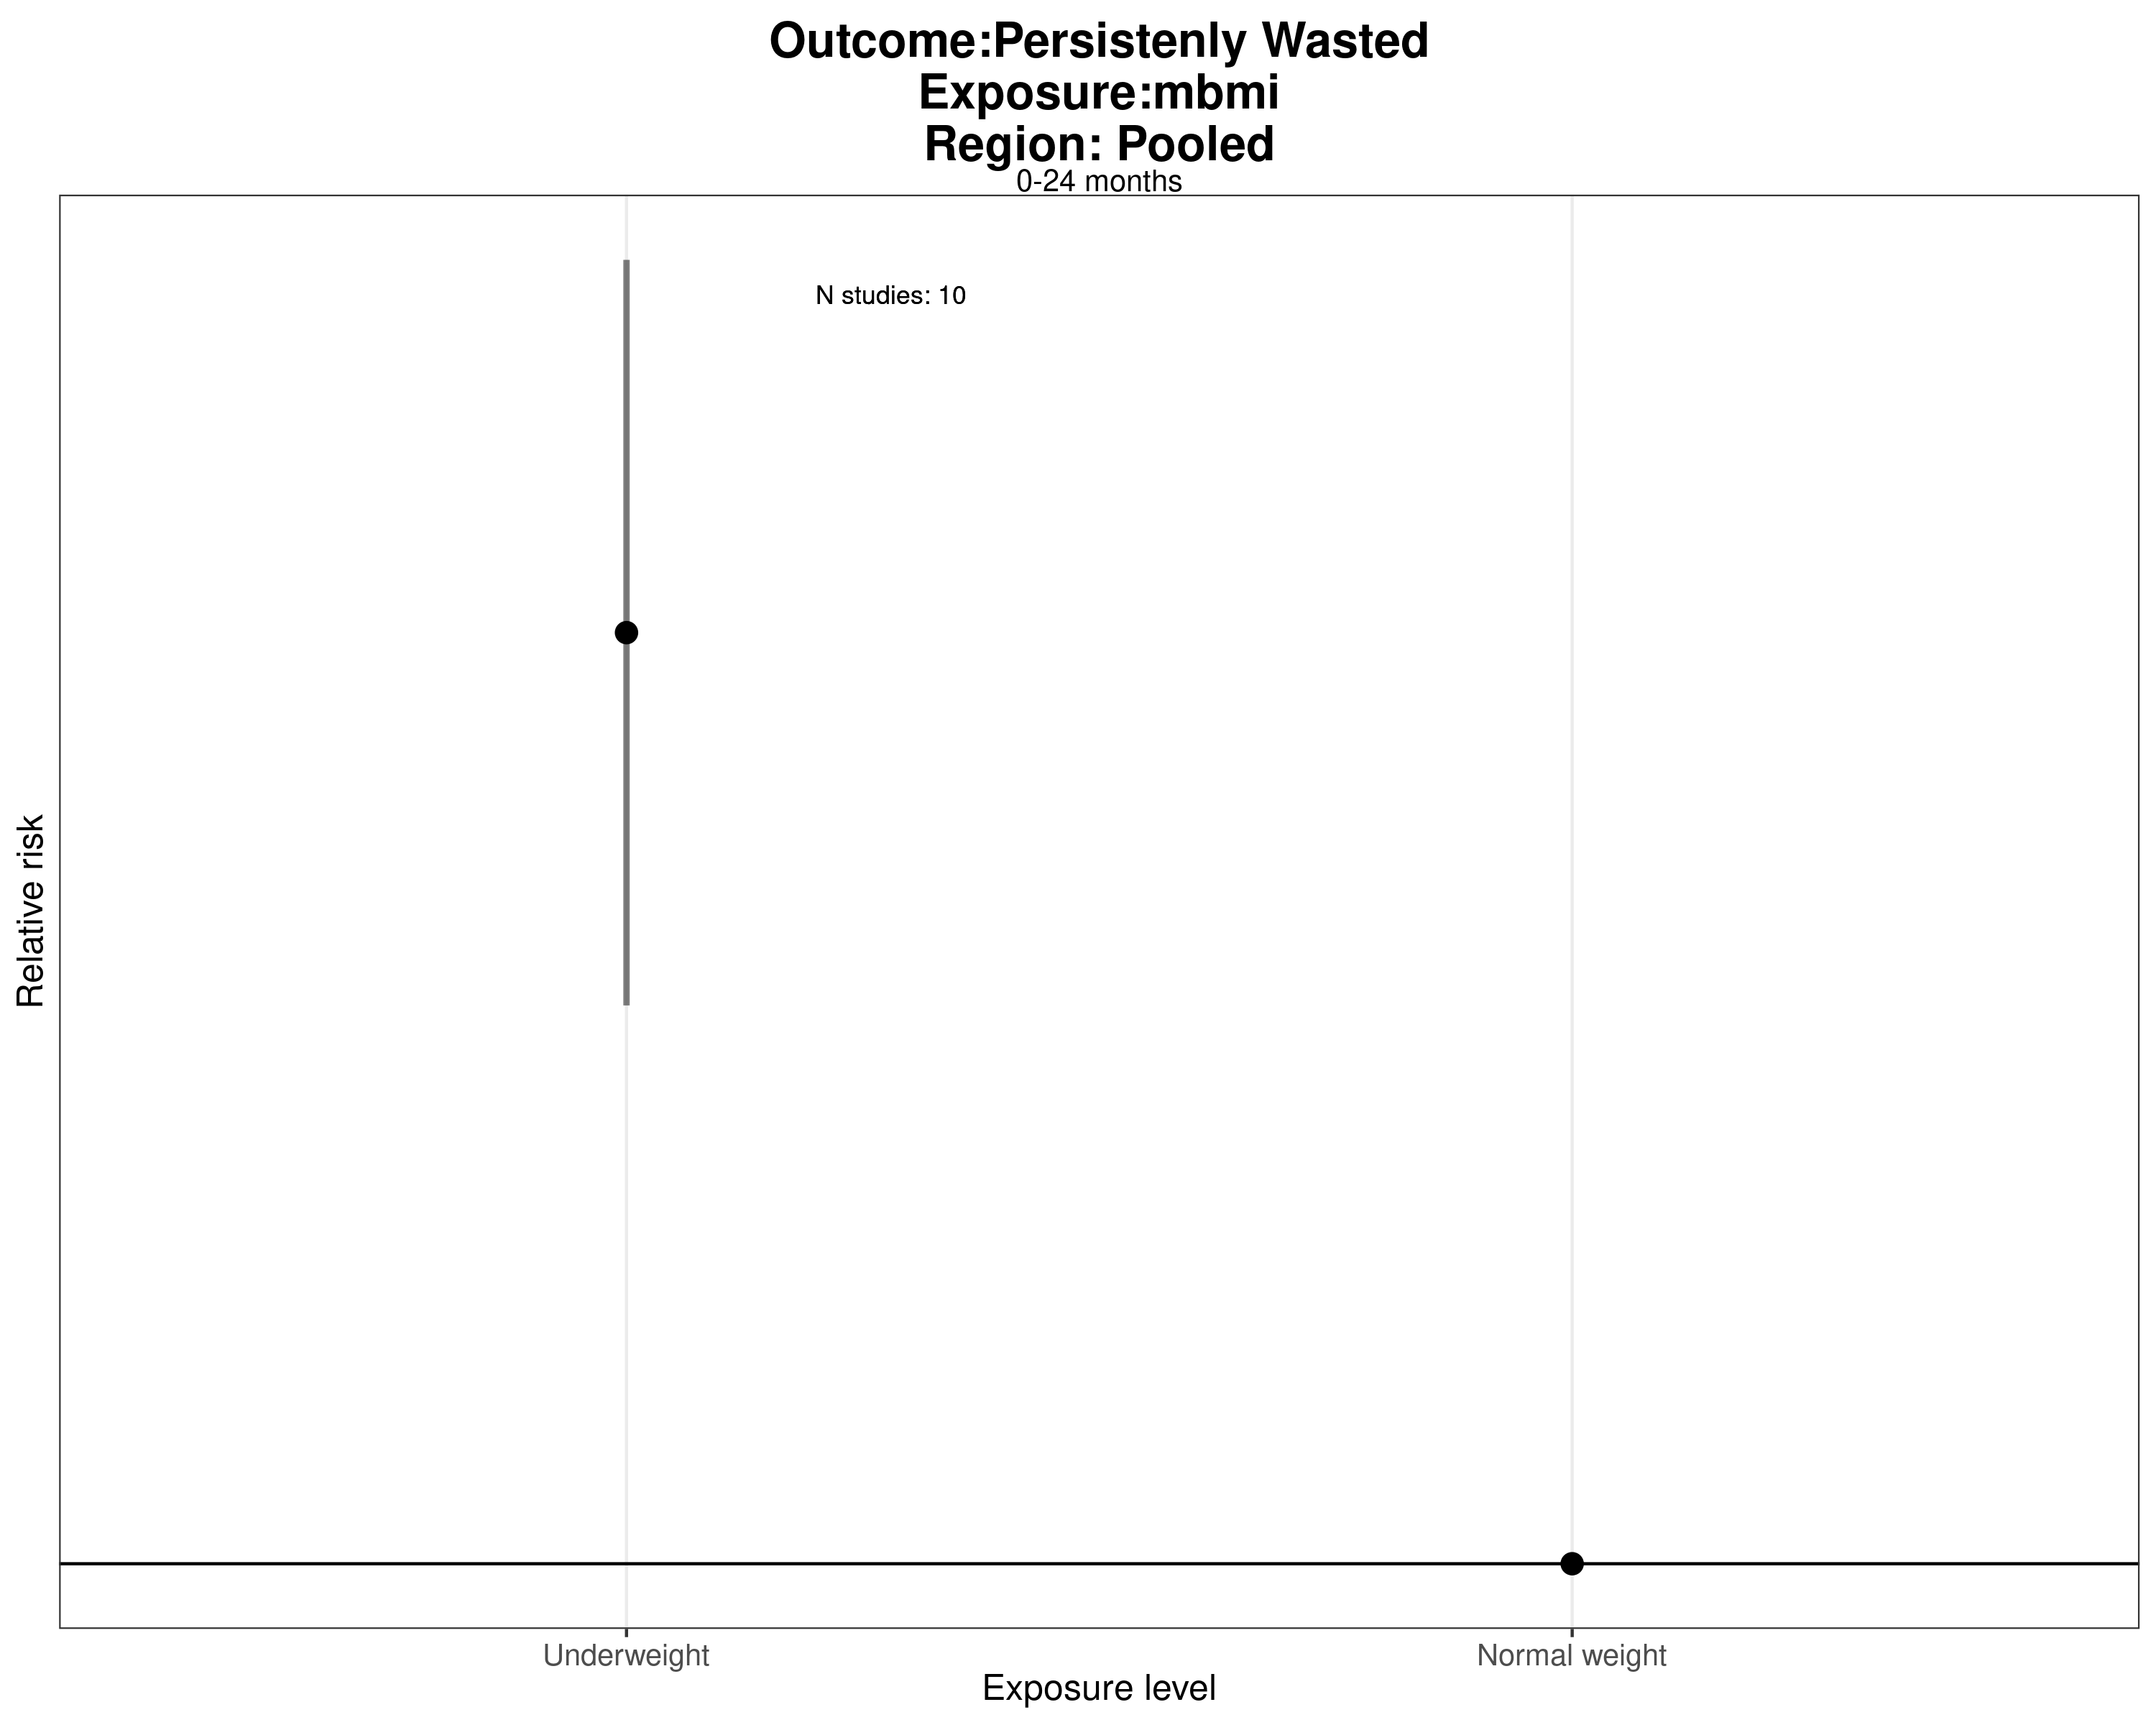 Outcome:Persistenly Wasted
Exposure:mbmi
Region: Pooled
0-24 months
N studies: 10
Relative risk
Underweight
Normal weight
Exposure level